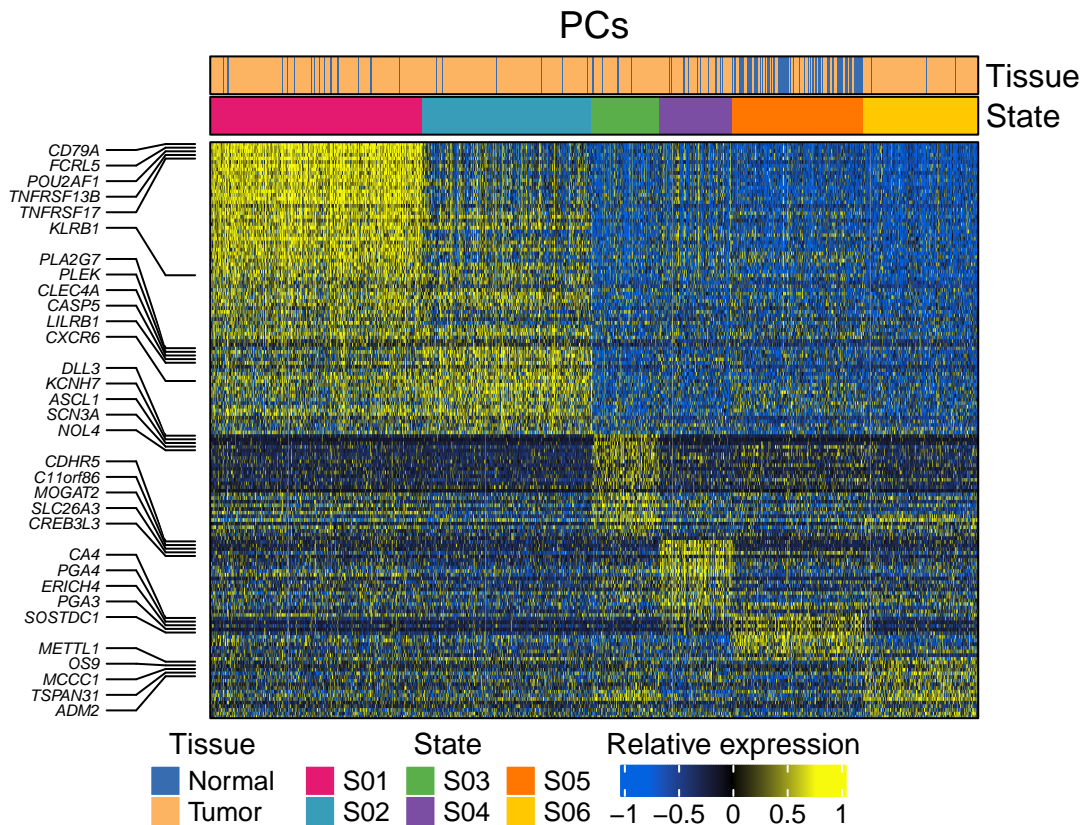 PCs
Tissue
State
CD79A
FCRL5
POU2AF1
TNFRSF13B
TNFRSF17
KLRB1
PLA2G7
PLEK
CLEC4A
CASP5
LILRB1
CXCR6
DLL3
KCNH7
ASCL1
SCN3A
NOL4
CDHR5
C11orf86
MOGAT2
SLC26A3
CREB3L3
CA4
PGA4
ERICH4
PGA3
SOSTDC1
METTL1
OS9
MCCC1
TSPAN31
ADM2
Tissue State Relative expression
Normal S01 S03 S05
Tumor S02 S04 S06
−1 −0.5 0 0.5 1